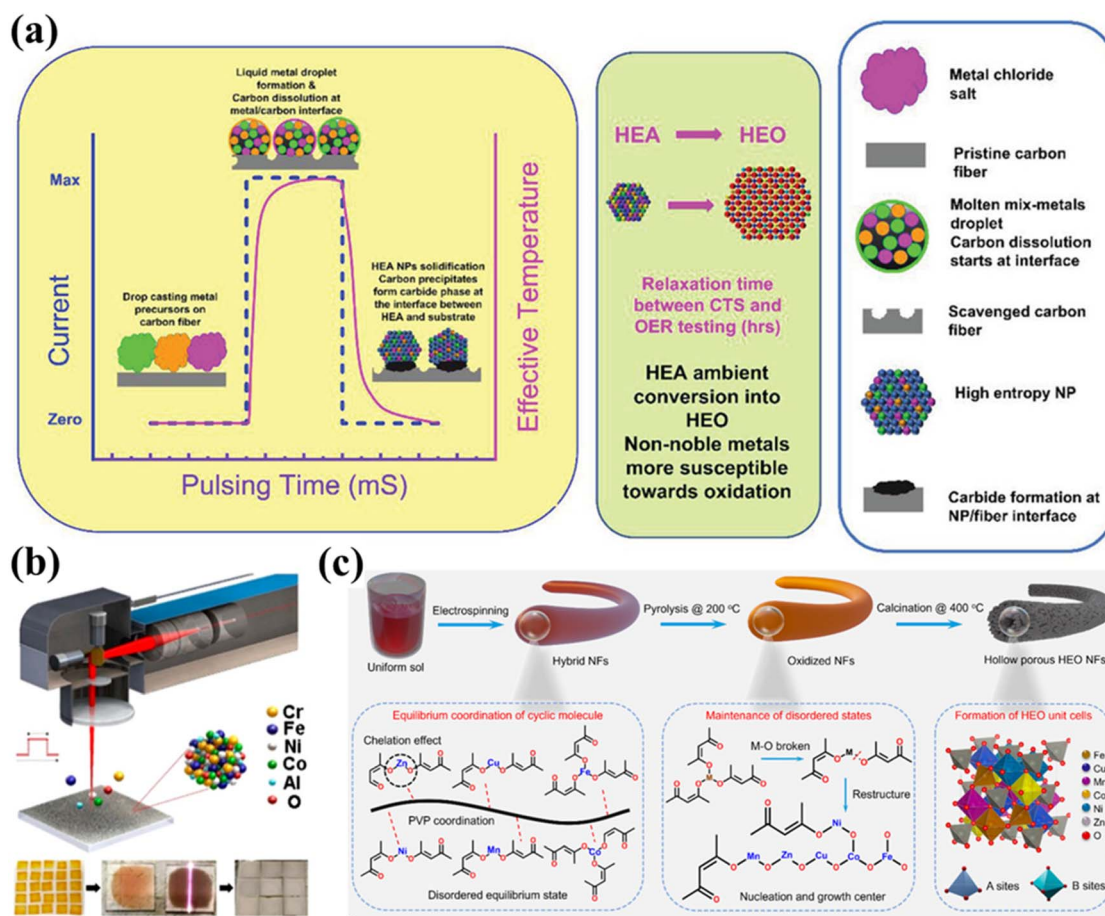 (a)
Max
Current
Zero
Liquid metal droplet
formation &
Carbon dissolution at
metal/carbon interface
Drop casting metal
precursors on
carbon fiber
HEA NPs solidification
Carbon precipitates
form carbide phase at
the interface between
HEA and substrate
Effective Temperature
Pulsing Time (mS)
HEA
HEO
Relaxation time
between CTS and
OER testing (hrs)
HEA ambient
conversion into
HEO
Non-noble metals
more susceptible
towards oxidation
Metal chloride
salt
Pristine carbon
fiber
Molten mix-metals
droplet
Carbon dissolution
starts at interface
Scavenged carbon
fiber
High entropy NP
Carbide formation at
NP/fiber interface
(b)
Cr
Fe
Ni
Co
Al
O
(c)
Uniform sol
Electrospinning
Hybrid NFs
Pyrolysis @ 200 °C
Oxidized NFs
Calcination @ 400 °C
Hollow porous HEO NFs
Equilibrium coordination of cyclic molecule
Chelation effect
O Zn O O
O Cu O O
O Fe O O
PVP coordination
O Ni O O
O Mn O O
O Co O O
Disordered equilibrium state
Maintenance of disordered states
M-O broken
M
Restructure
Ni
O Mn O Zn O Cu O Co O Fe O
Nucleation and growth center
Formation of HEO unit cells
Fe
Cu
Mn
Co
Ni
Zn
O
A sites
B sites